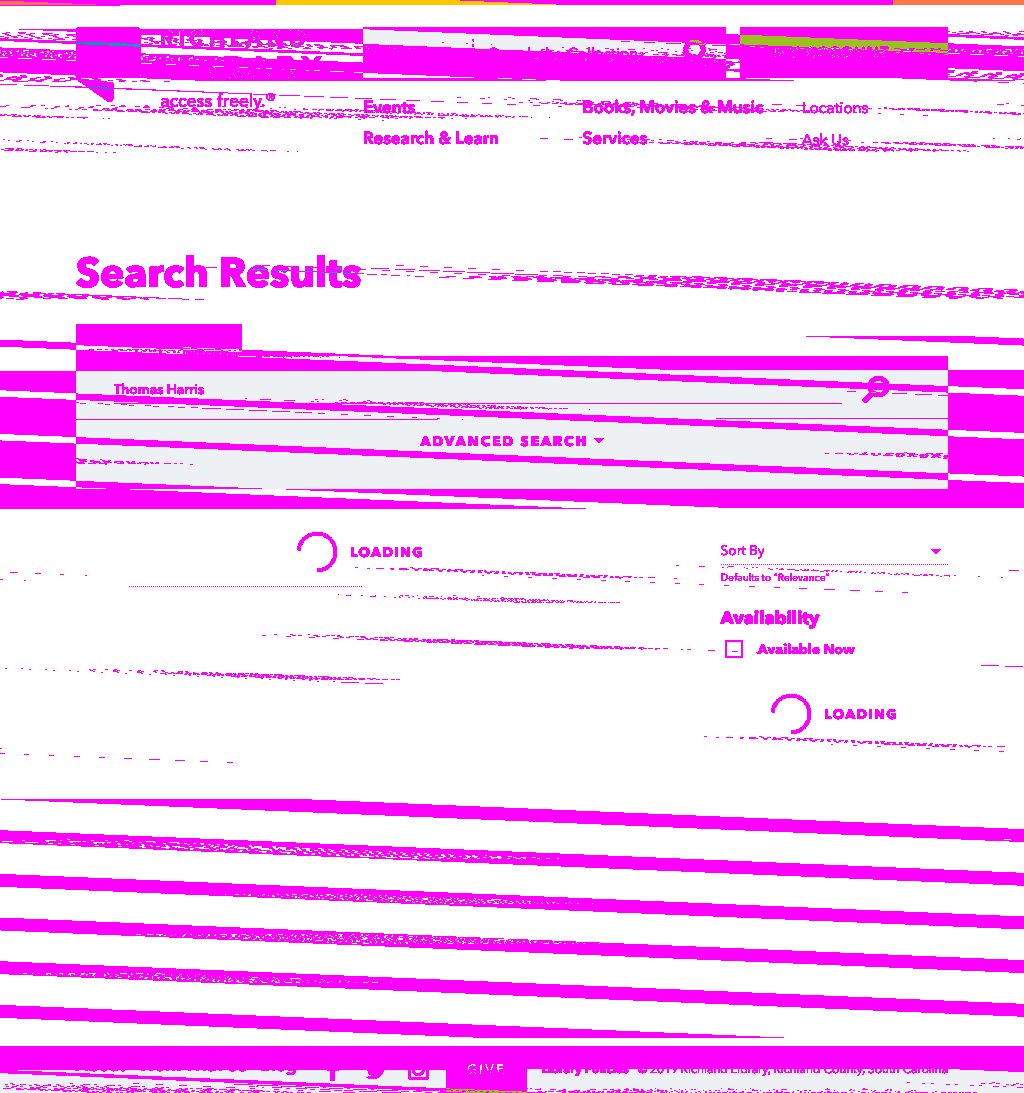 access freely.®
Events
Books, Movies & Music
Locations
Research & Learn
Services
Ask Us
Search Results
Thomas Harris
ADVANCED SEARCH
LOADING
Sort By
Defaults to "Relevance"
Availability
Available Now
LOADING
GIVE
Library Policies © 2019 Richland Library, Richland County, South Carolina